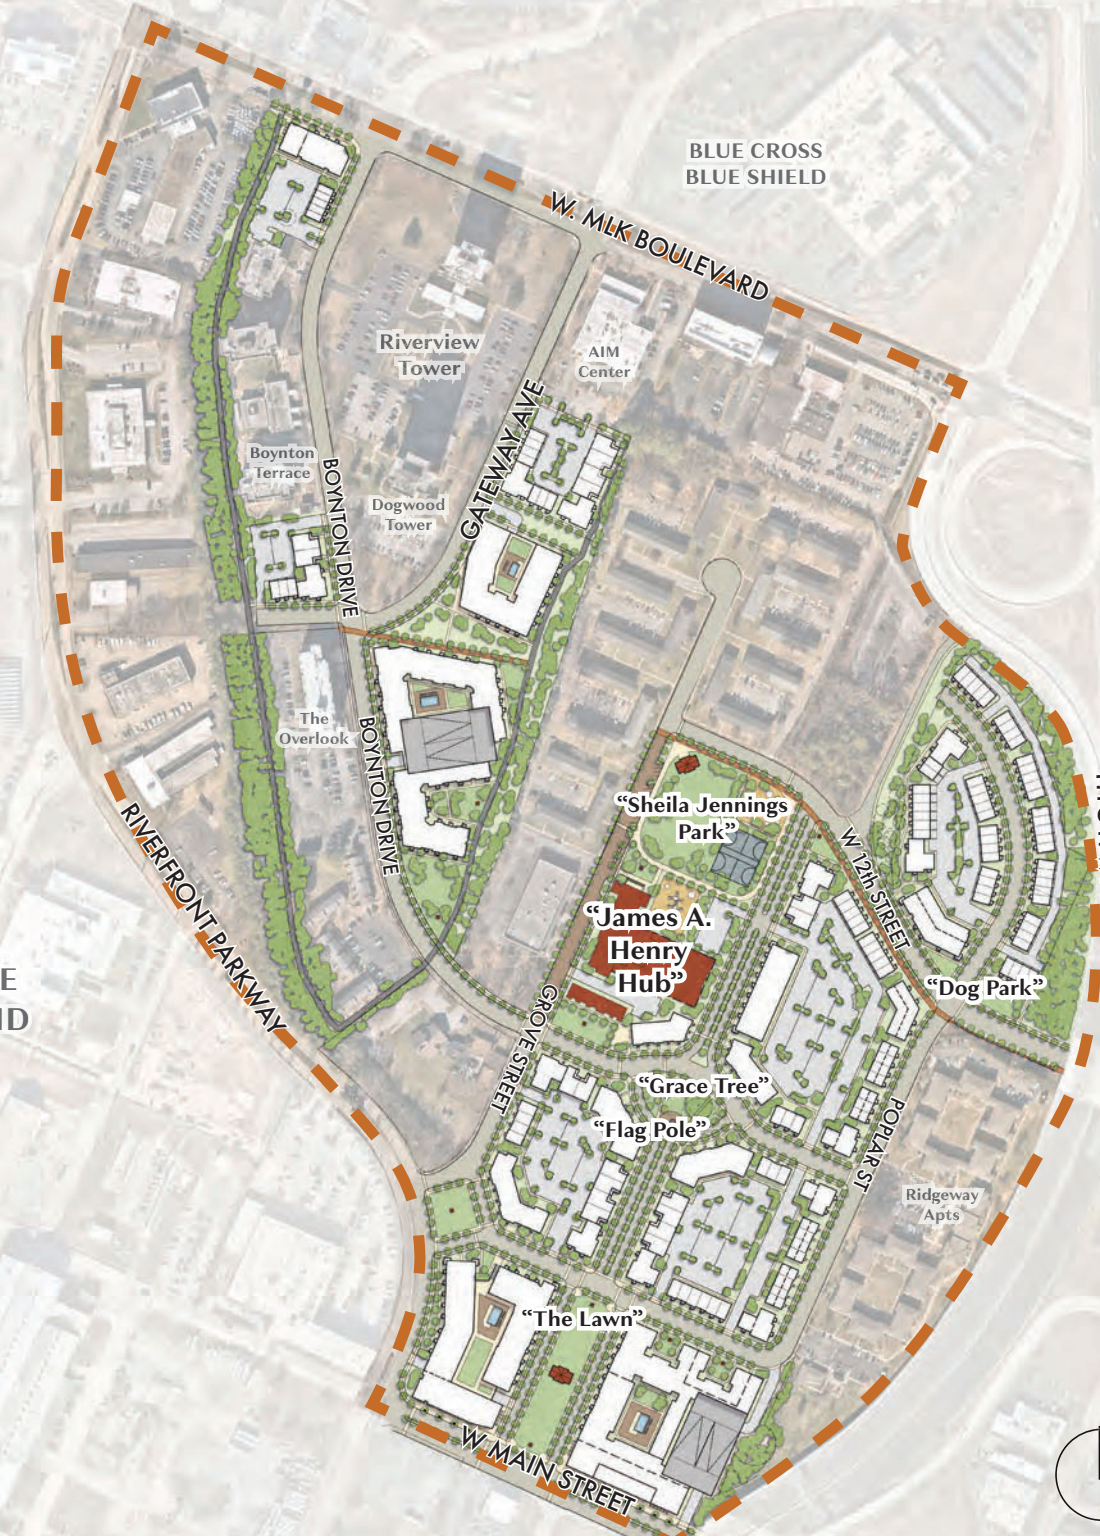 BLUE CROSS
BLUE SHIELD
W. MLK BOULEVARD
Riverview
Tower
AIM
Center
GATEWAY AVE
Boynton
Terrace
BOYNTON DRIVE
Dogwood
Tower
The
Overlook
BOYNTON DRIVE
"Sheila Jennings
Park"
W 12th STREET
RIVERFRONT PARKWAY
"James A.
Henry
Hub"
"Dog Park"
GROVE STREET
"Grace Tree"
"Flag Pole"
POPLAR ST
Ridgeway
Apts
"The Lawn"
W MAIN STREET